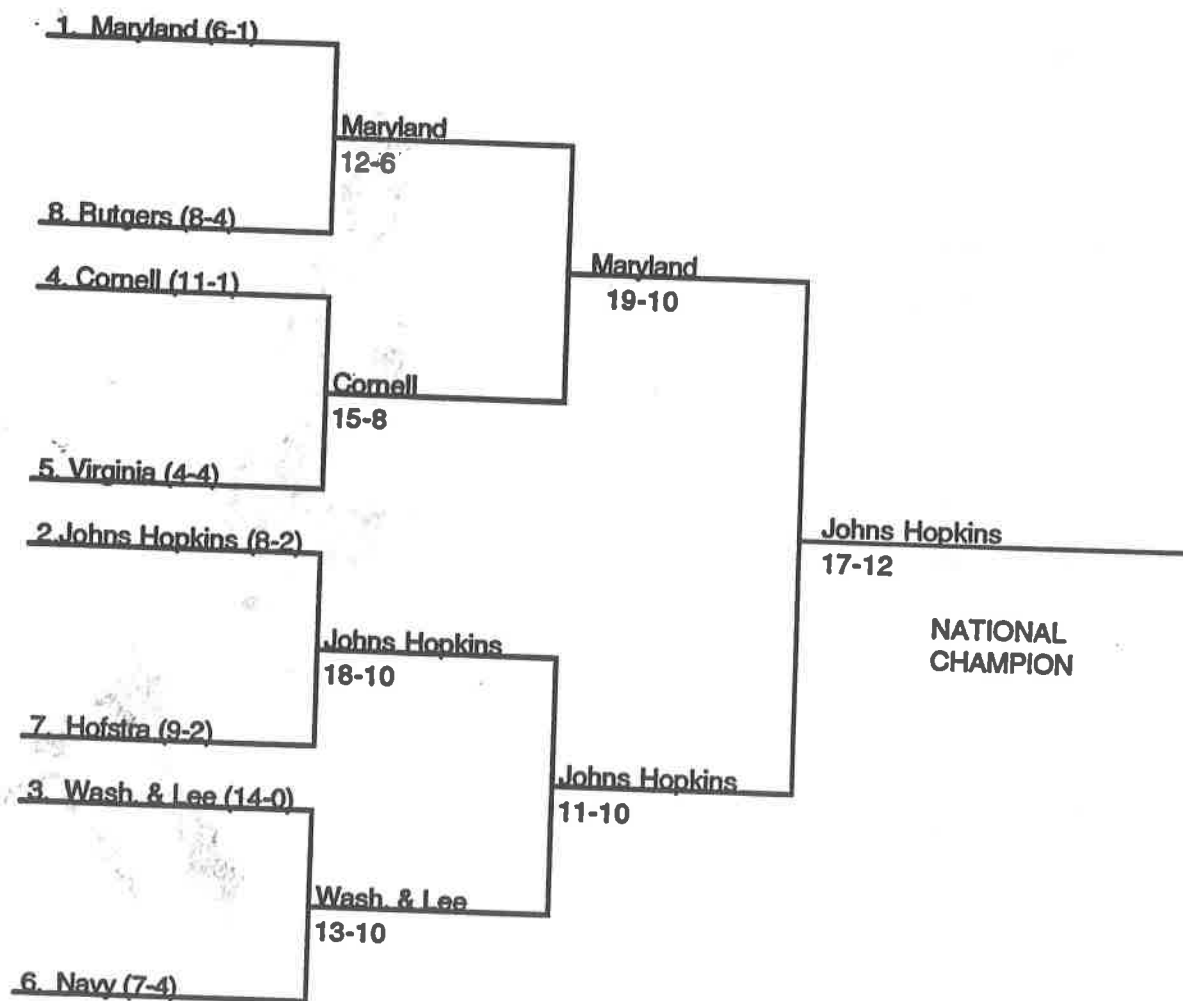 1. Maryland (6-1)
Maryland
12-6
8. Rutgers (8-4)
4. Cornell (11-1)
Maryland
19-10
Cornell
15-8
5. Virginia (4-4)
2.Johns Hopkins (8-2)
Johns Hopkins
17-12
NATIONAL
CHAMPION
Johns Hopkins
18-10
7. Hofstra (9-2)
3. Wash. & Lee (14-0)
Johns Hopkins
11-10
Wash. & Lee
13-10
6. Navy (7-4)